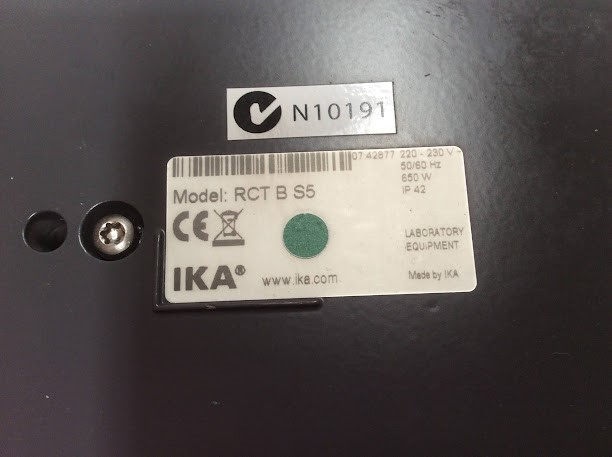 N10191
07 42877 220 - 230 V ~
50/60 Hz
650 W
IP 42
Model: RCT B S5
CE
LABORATORY
EQUIPMENT
IKA® www.ika.com
Made by IKA